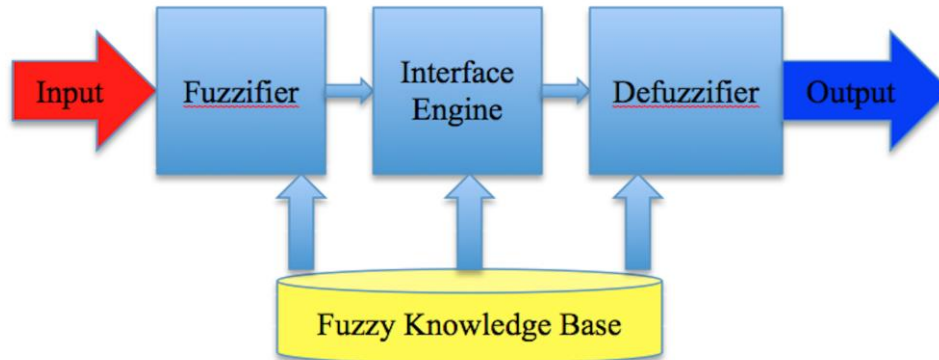 Input
Fuzzifier
Interface
Engine
Defuzzifier
Output
Fuzzy Knowledge Base